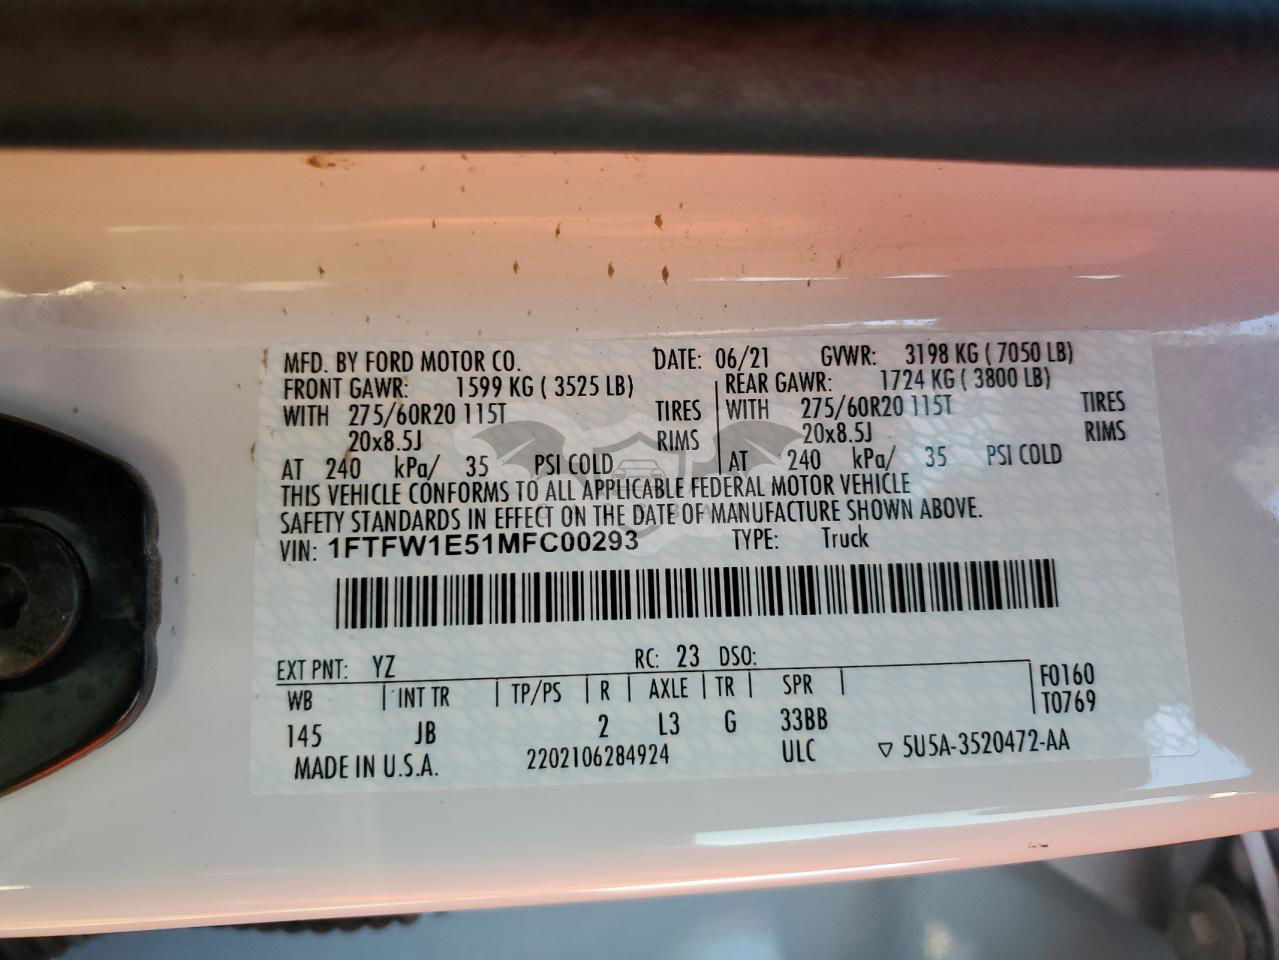 MFD. BY FORD MOTOR CO. DATE: 06/21 GVWR: 3198 KG ( 7050 LB)
FRONT GAWR: 1599 KG ( 3525 LB) REAR GAWR: 1724 KG ( 3800 LB)
WITH 275/60R20 115T TIRES WITH 275/60R20 115T TIRES
20x8.5J RIMS 20x8.5J RIMS
AT 240 kPa/ 35 PSI COLD AT 240 kPa/ 35 PSI COLD
THIS VEHICLE CONFORMS TO ALL APPLICABLE FEDERAL MOTOR VEHICLE
SAFETY STANDARDS IN EFFECT ON THE DATE OF MANUFACTURE SHOWN ABOVE.
VIN: 1FTFW1E51MFC00293 TYPE: Truck
EXT PNT: YZ RC: 23 DSO:
WB INT TR TP/PS R AXLE TR SPR F0160
T0769
145 JB 2 L3 G 33BB
MADE IN U.S.A. 2202106284924 ULC ▽ 5U5A-3520472-AA